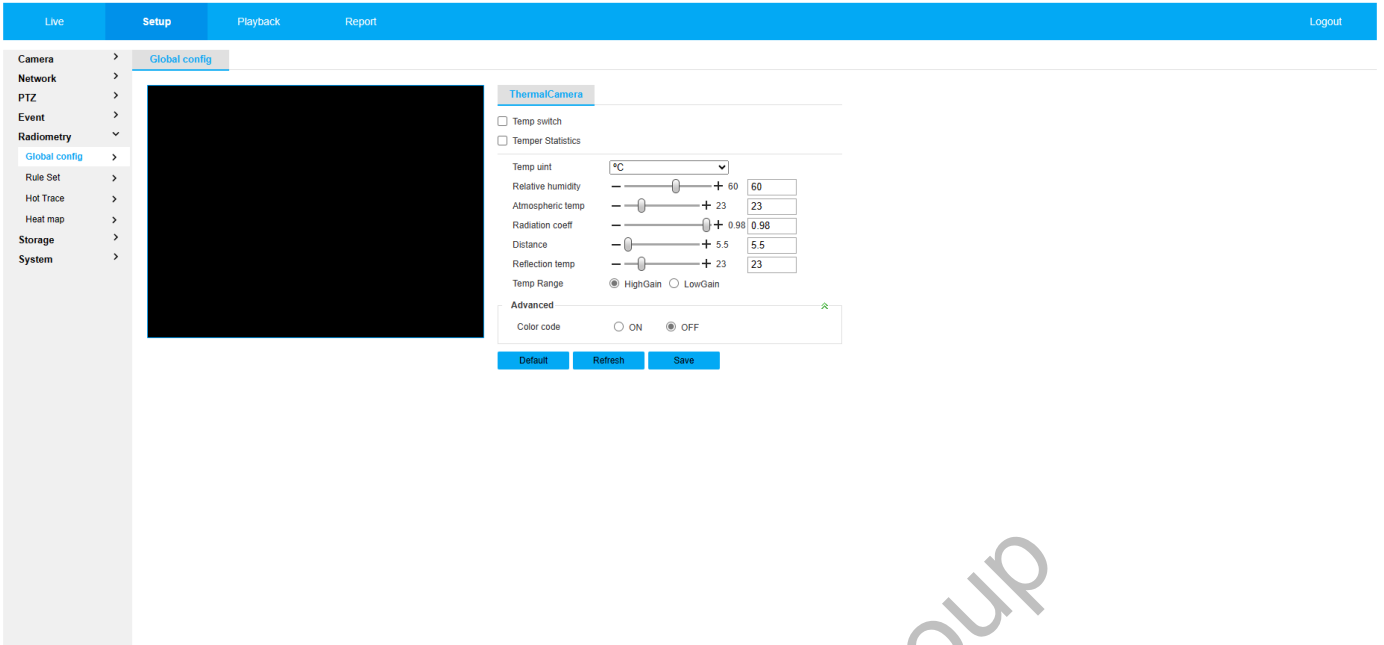 Live Setup Playback Report Logout
Camera
Network
PTZ
Event
Radiometry
Global config
Rule Set
Hot Trace
Heat map
Storage
System
Global config
ThermalCamera
Temp switch
Temper Statistics
Temp uint °C
Relative humidity 60 60
Atmospheric temp 23 23
Radiation coeff 0.98 0.98
Distance 5.5 5.5
Reflection temp 23 23
Temp Range HighGain LowGain
Advanced
Color code ON OFF
Default Refresh Save